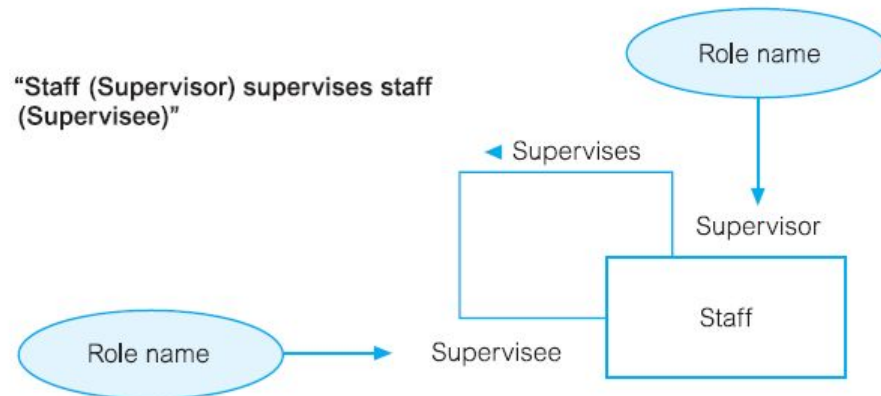 Role name
“Staff (Supervisor) supervises staff
(Supervisee)”
◄ Supervises
Supervisor
Staff
Role name
Supervisee